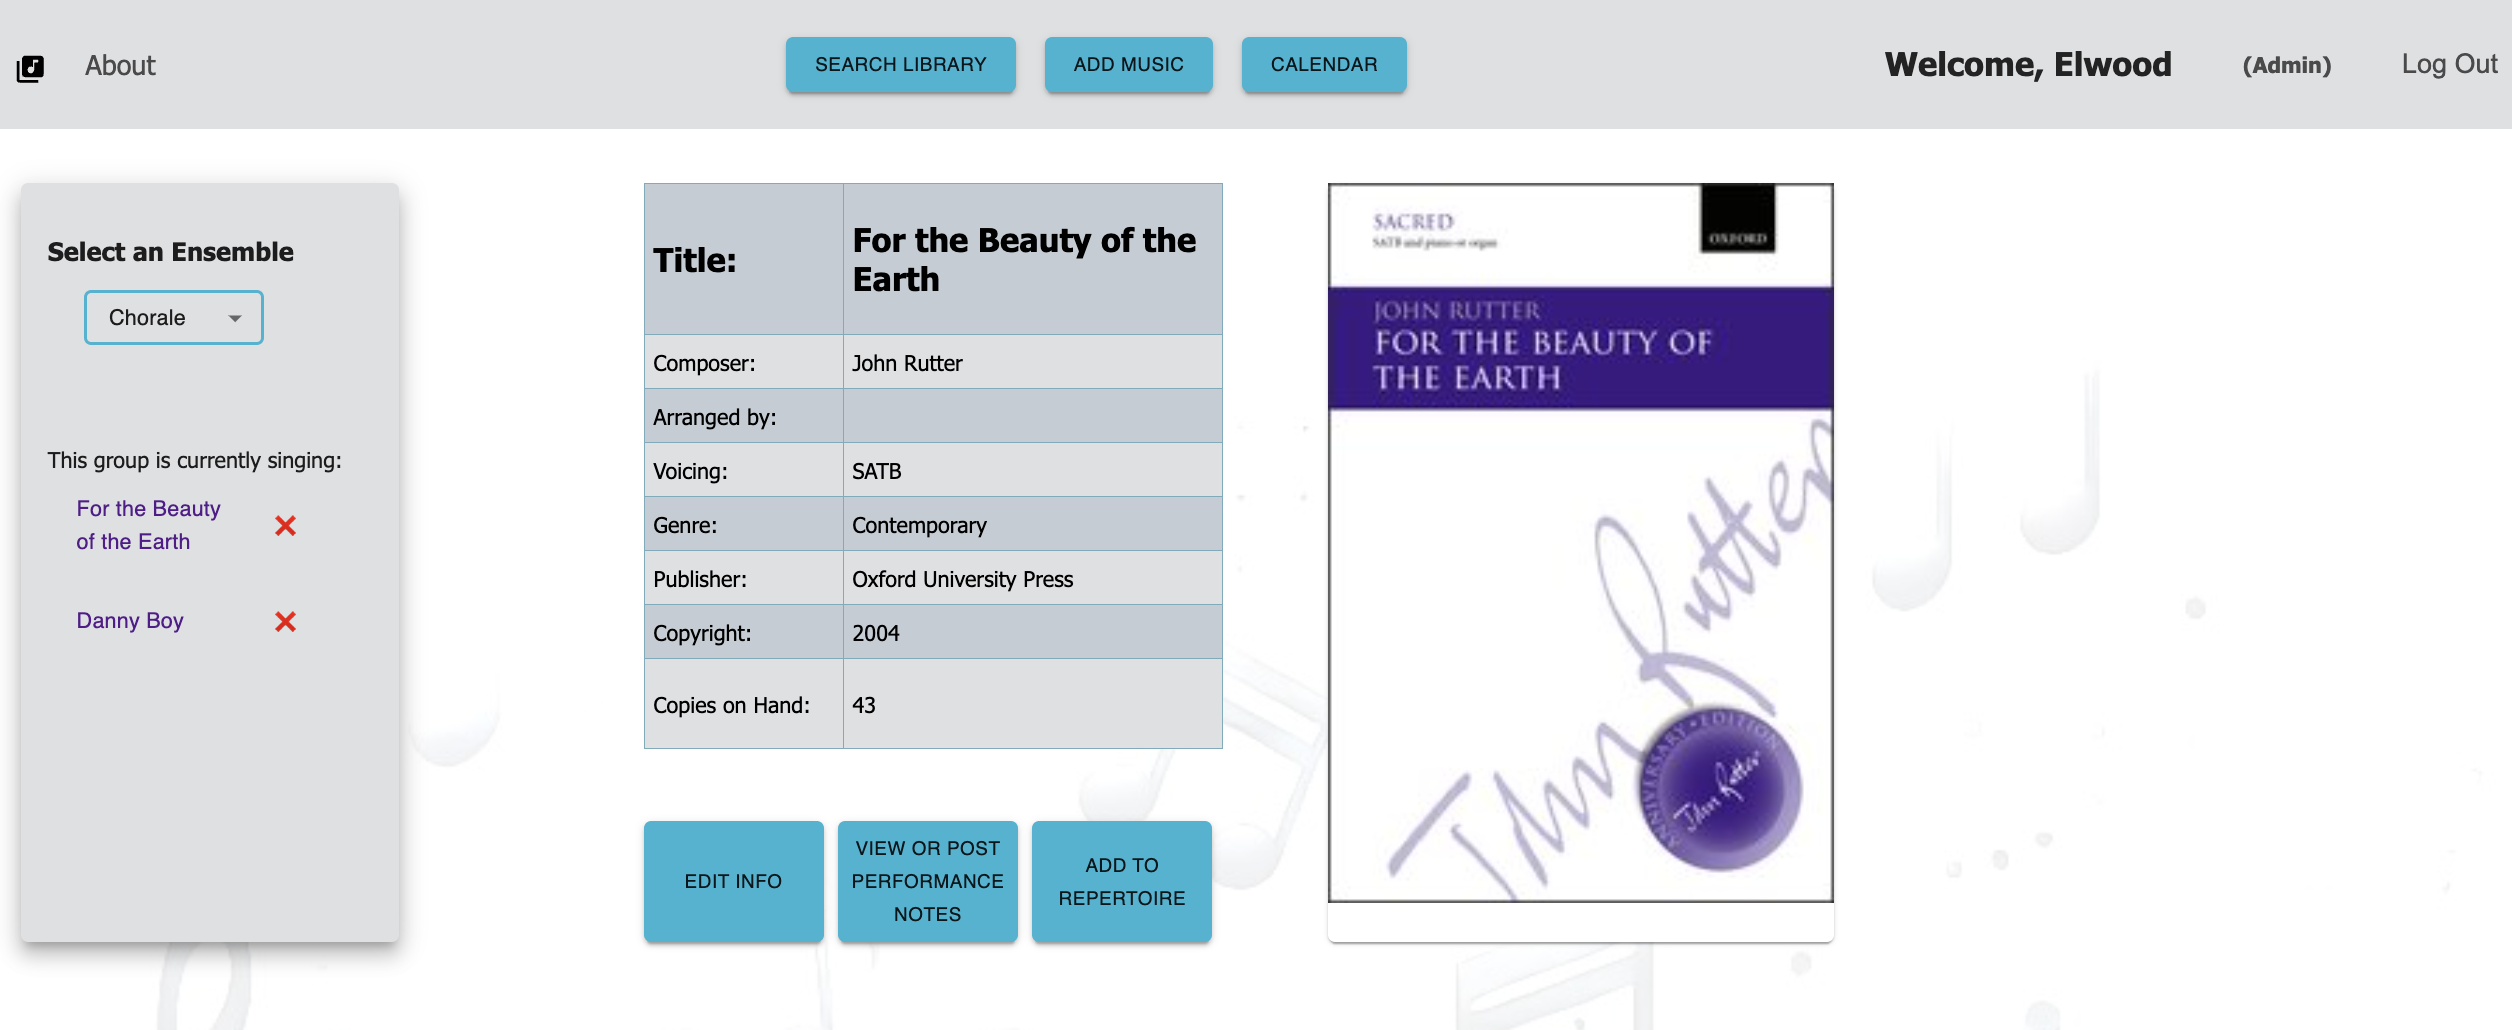 About
SEARCH LIBRARY
ADD MUSIC
CALENDAR
Welcome, Elwood
(Admin)
Log Out
Select an Ensemble
Chorale
This group is currently singing:
For the Beauty
of the Earth
Danny Boy
Title:
For the Beauty of the
Earth
Composer:
John Rutter
Arranged by:
Voicing:
SATB
Genre:
Contemporary
Publisher:
Oxford University Press
Copyright:
2004
Copies on Hand:
43
EDIT INFO
VIEW OR POST
PERFORMANCE
NOTES
ADD TO
REPERTOIRE
SACRED
SATB and piano or organ
OXFORD
JOHN RUTTER
FOR THE BEAUTY OF
THE EARTH
John Rutter
ANNIVERSARY • EDITION
John Rutter